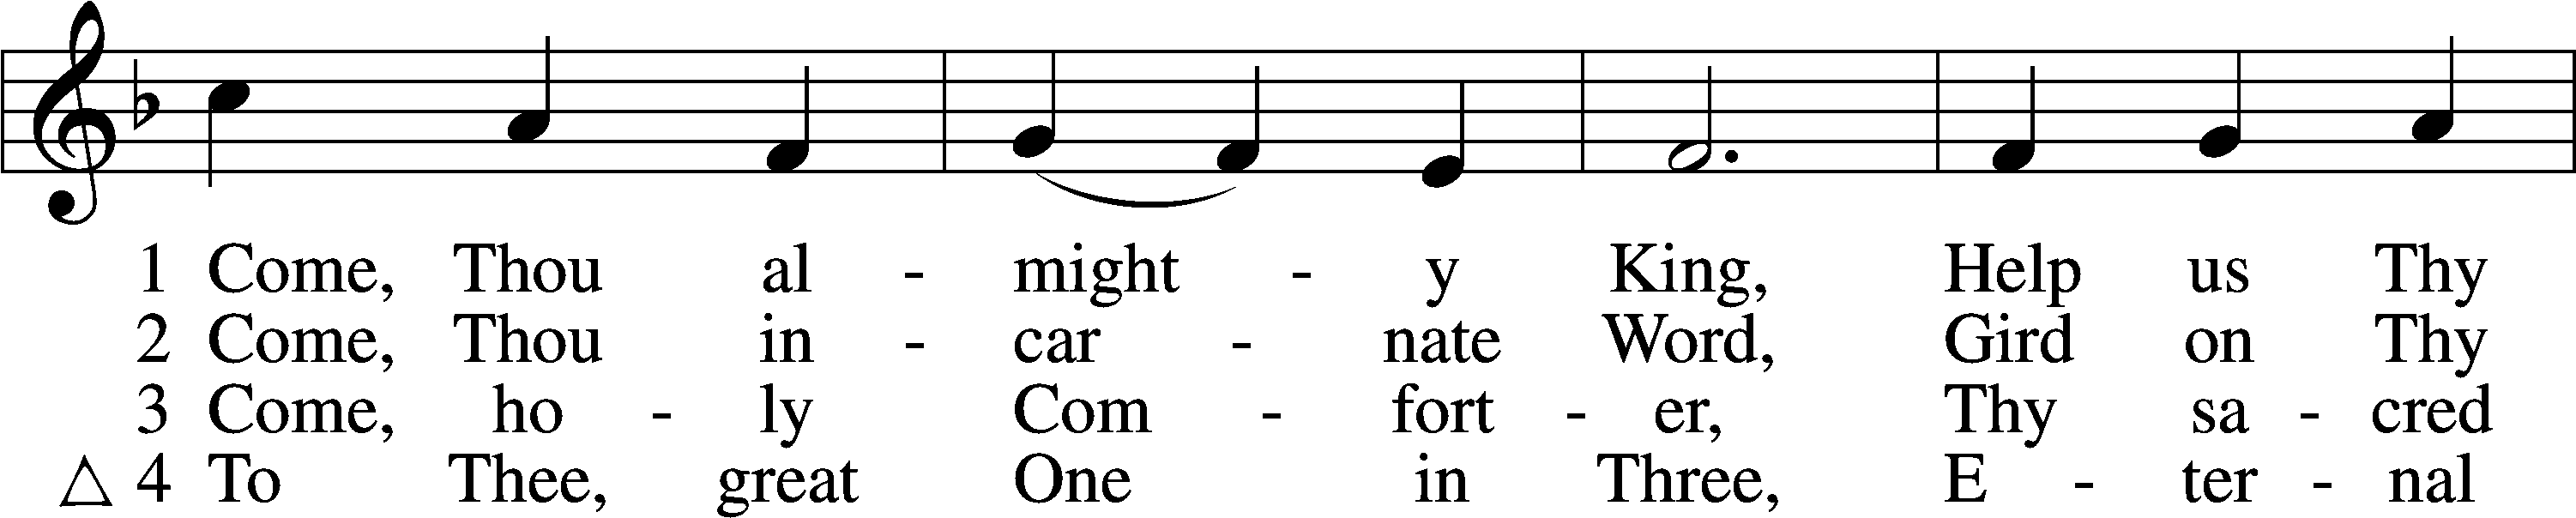 1 Come, Thou al - might - y King, Help us Thy
2 Come, Thou in - car - nate Word, Gird on Thy
3 Come, ho - ly Com - fort - er, Thy sa - cred
△ 4 To Thee, great One in Three, E - ter - nal